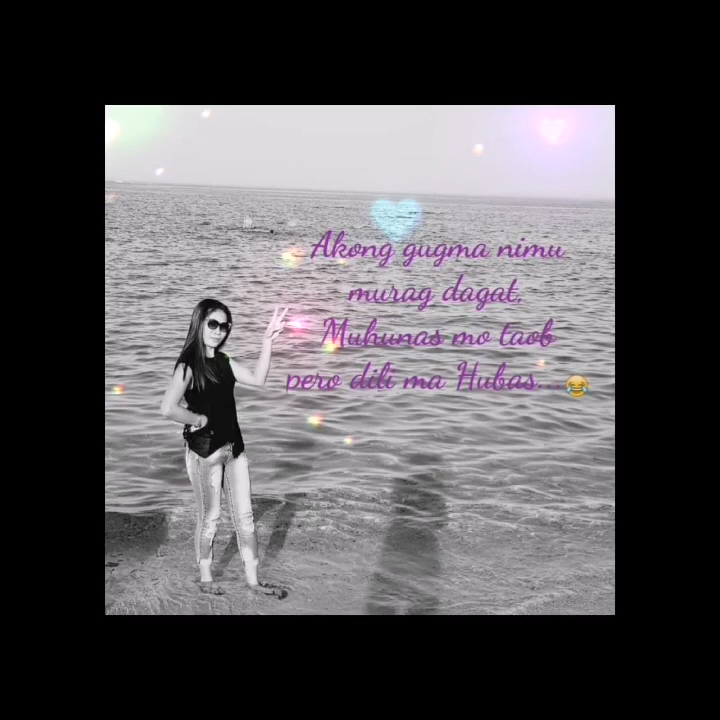 Akong gugma nimu
murag dagat,
Muhunas mo taob
pero dili ma Hubas...😂